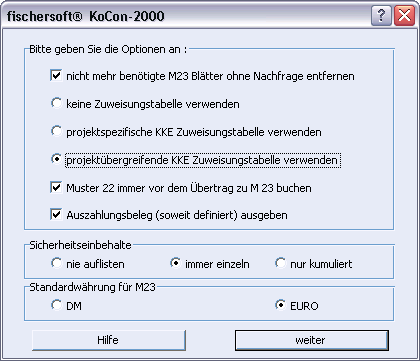 fischersoft® KoCon-2000
Bitte geben Sie die Optionen an :
nicht mehr benötigte M23 Blätter ohne Nachfrage entfernen
keine Zuweisungstabelle verwenden
projektspezifische KKE Zuweisungstabelle verwenden
projektübergreifende KKE Zuweisungstabelle verwenden
Muster 22 immer vor dem Übertrag zu M 23 buchen
Auszahlungsbeleg (soweit definiert) ausgeben
Sicherheitseinbehalte
nie auflisten immer einzeln nur kumuliert
Standardwährung für M23
DM EURO
Hilfe weiter